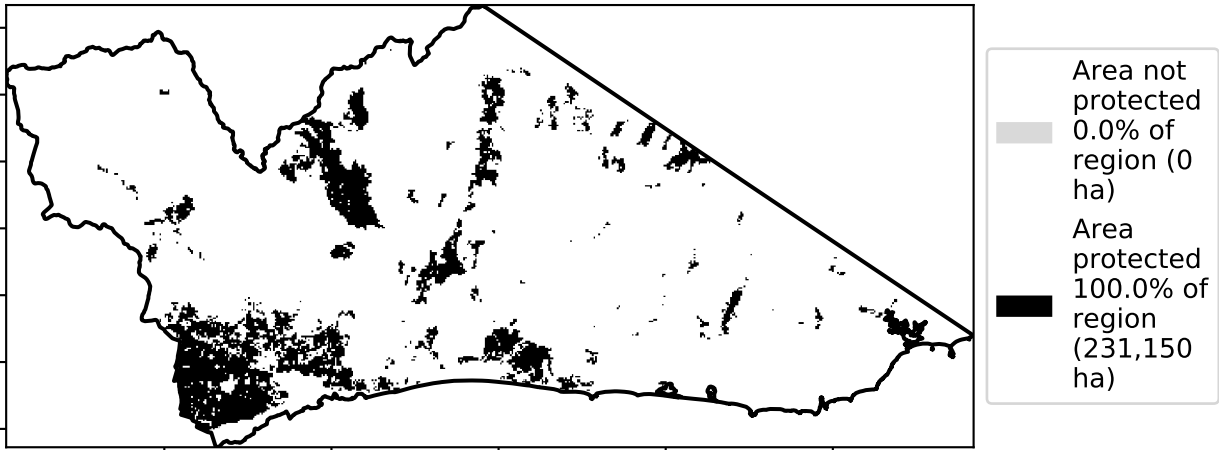 Area not
protected
0.0% of
region (0
ha)
Area
protected
100.0% of
region
(231,150
ha)